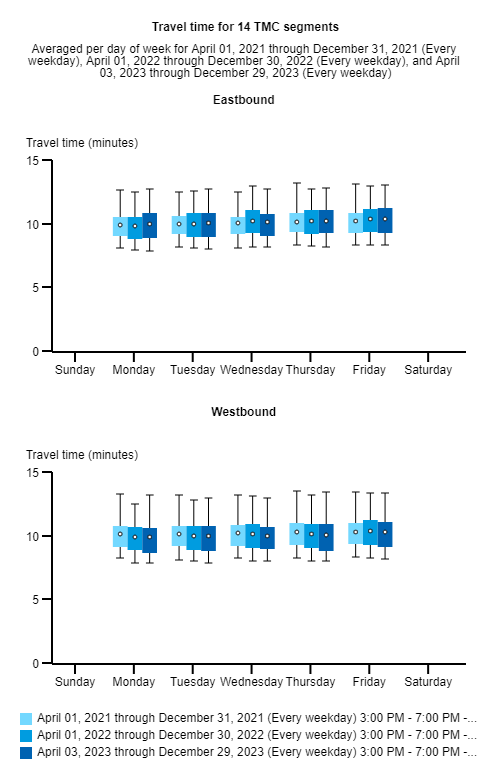 Travel time for 14 TMC segments
Averaged per day of week for April 01, 2021 through December 31, 2021 (Every
weekday), April 01, 2022 through December 30, 2022 (Every weekday), and April
03, 2023 through December 29, 2023 (Every weekday)
Eastbound
Travel time (minutes)
15
10
5
0
Sunday Monday Tuesday Wednesday Thursday Friday Saturday
Westbound
Travel time (minutes)
15
10
5
0
Sunday Monday Tuesday Wednesday Thursday Friday Saturday
April 01, 2021 through December 31, 2021 (Every weekday) 3:00 PM - 7:00 PM -...
April 01, 2022 through December 30, 2022 (Every weekday) 3:00 PM - 7:00 PM -...
April 03, 2023 through December 29, 2023 (Every weekday) 3:00 PM - 7:00 PM -...